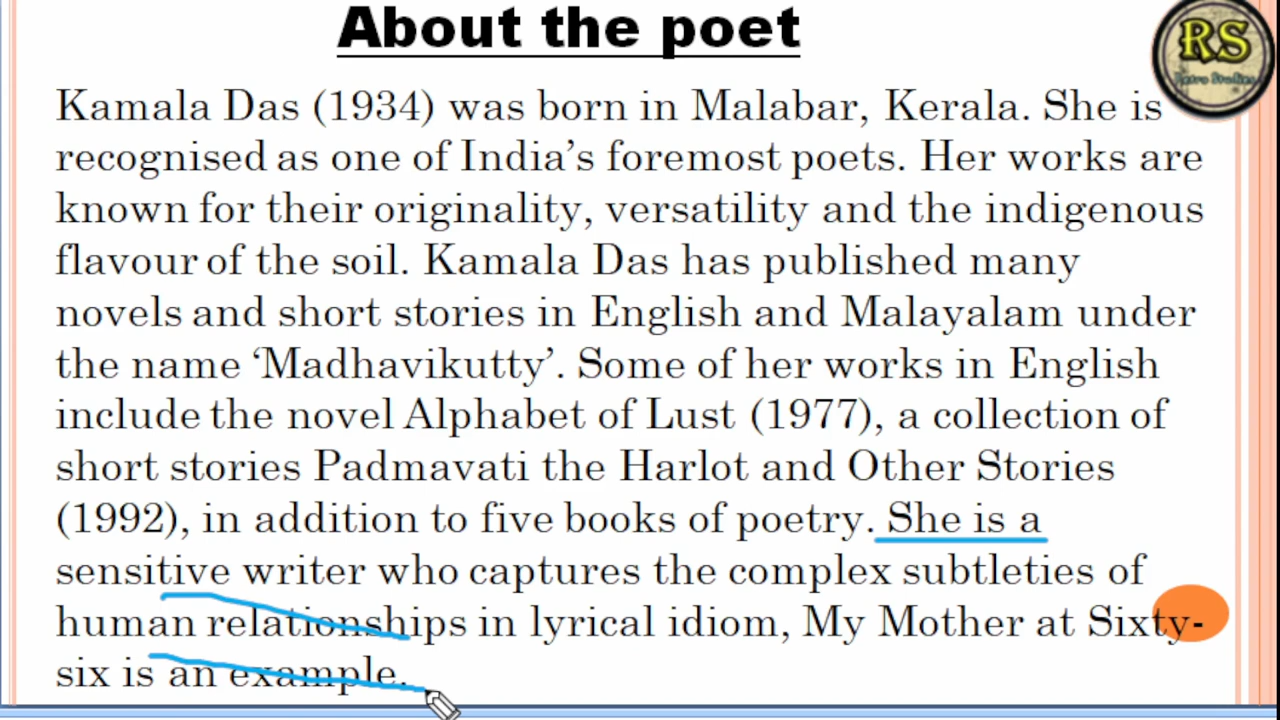 About the poet
RS
Retro Studies
Kamala Das (1934) was born in Malabar, Kerala. She is
recognised as one of India’s foremost poets. Her works are
known for their originality, versatility and the indigenous
flavour of the soil. Kamala Das has published many
novels and short stories in English and Malayalam under
the name ‘Madhavikutty’. Some of her works in English
include the novel Alphabet of Lust (1977), a collection of
short stories Padmavati the Harlot and Other Stories
(1992), in addition to five books of poetry. She is a
sensitive writer who captures the complex subtleties of
human relationships in lyrical idiom, My Mother at Sixty-
six is an example.